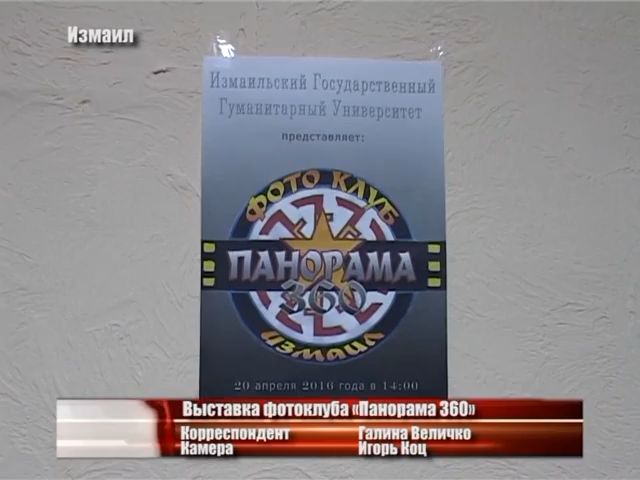 Измаил
Измаильский Государственный
Гуманитарный Университет
представляет:
ФОТО КЛУБ
ПАНОРАМА
360
ИЗМАИЛ
20 апреля 2016 года в 14:00
Выставка фотоклуба «Панорама 360»
Корреспондент Галина Величко
Камера Игорь Коц